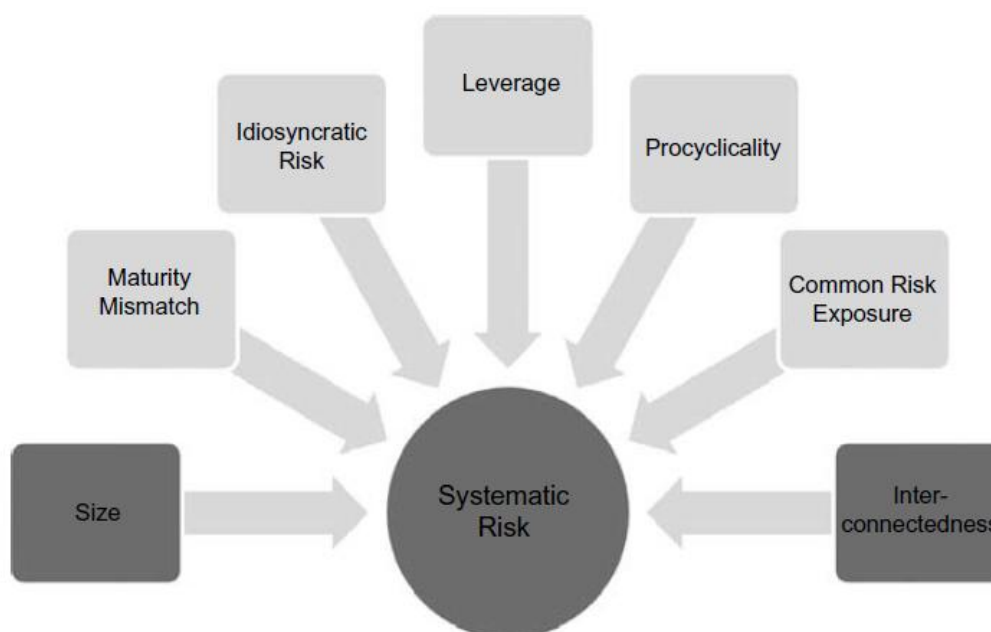 Leverage
Idiosyncratic
Risk
Procyclicality
Maturity
Mismatch
Common Risk
Exposure
Size
Systematic
Risk
Inter-
connectedness